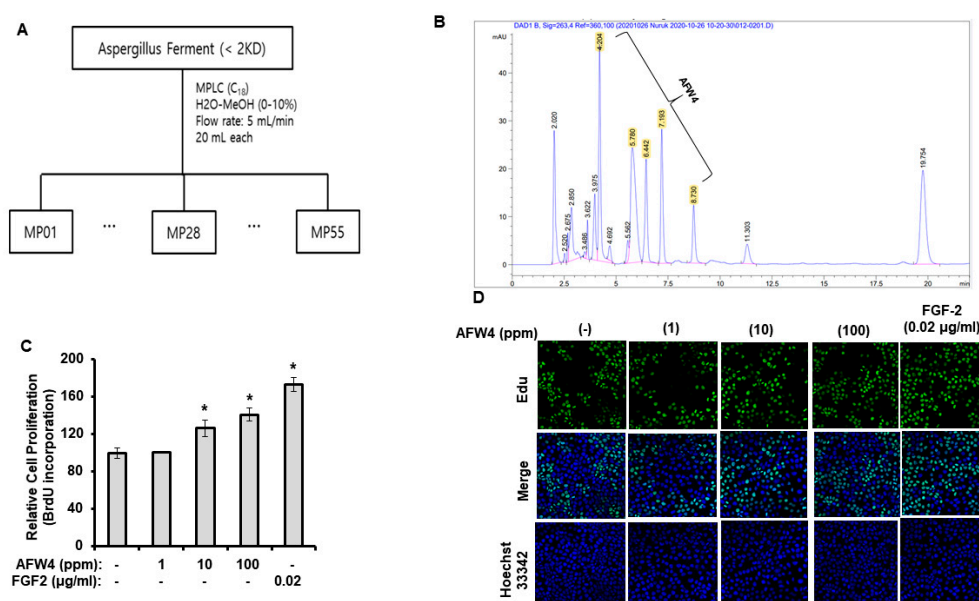 A
Aspergillus Ferment (< 2KD)
MPLC (C18)
H2O-MeOH (0-10%)
Flow rate: 5 mL/min
20 mL each
MP01
...
MP28
...
MP55
B
DAD1 B, Sig=263,4 Ref=360,100 (20201026 Nuruk 2020-10-26 10-20-30\012-0201.D)
mAU
40
30
20
10
0
2.020
2.520
2.675
2.850
3.486
3.622
3.975
4.204
4.692
5.562
5.780
6.442
7.193
8.730
11.303
19.754
AFW4
0
2.5
5
7.5
10
12.5
15
17.5
20
min
C
Relative Cell Proliferation
(BrdU incorporation)
200
160
120
80
40
0
*
*
*
AFW4 (ppm): - 1 10 100 -
FGF2 (µg/ml): - - - - 0.02
D
AFW4 (ppm) (-) (1) (10) (100) FGF-2
(0.02 µg/ml)
Edu
Merge
Hoechst
33342